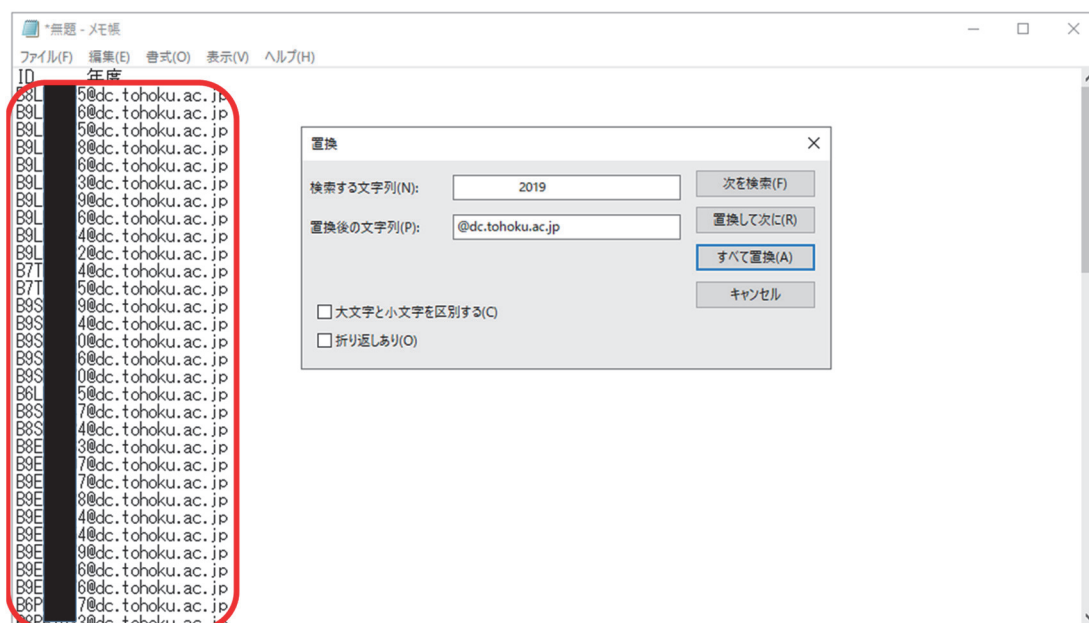 *無題 - メモ帳
ファイル(F) 編集(E) 書式(O) 表示(V) ヘルプ(H)
ID 年度
B8L 5@dc.tohoku.ac.jp
B9L 6@dc.tohoku.ac.jp
B9L 5@dc.tohoku.ac.jp
B9L 8@dc.tohoku.ac.jp
B9L 6@dc.tohoku.ac.jp
B9L 3@dc.tohoku.ac.jp
B9L 9@dc.tohoku.ac.jp
B9L 6@dc.tohoku.ac.jp
B9L 4@dc.tohoku.ac.jp
B9L 2@dc.tohoku.ac.jp
B7T 4@dc.tohoku.ac.jp
B7T 5@dc.tohoku.ac.jp
B9S 9@dc.tohoku.ac.jp
B9S 4@dc.tohoku.ac.jp
B9S 0@dc.tohoku.ac.jp
B9S 6@dc.tohoku.ac.jp
B9S 0@dc.tohoku.ac.jp
B6L 5@dc.tohoku.ac.jp
B8S 7@dc.tohoku.ac.jp
B8S 4@dc.tohoku.ac.jp
B8E 3@dc.tohoku.ac.jp
B9E 7@dc.tohoku.ac.jp
B9E 7@dc.tohoku.ac.jp
B9E 8@dc.tohoku.ac.jp
B9E 4@dc.tohoku.ac.jp
B9E 4@dc.tohoku.ac.jp
B9E 9@dc.tohoku.ac.jp
B9E 6@dc.tohoku.ac.jp
B9E 6@dc.tohoku.ac.jp
B6P 7@dc.tohoku.ac.jp
3@dc.tohoku.ac.jp
置換
検索する文字列(N): 2019 次を検索(F)
置換後の文字列(P): @dc.tohoku.ac.jp 置換して次に(R)
すべて置換(A)
キャンセル
大文字と小文字を区別する(C)
折り返しあり(O)